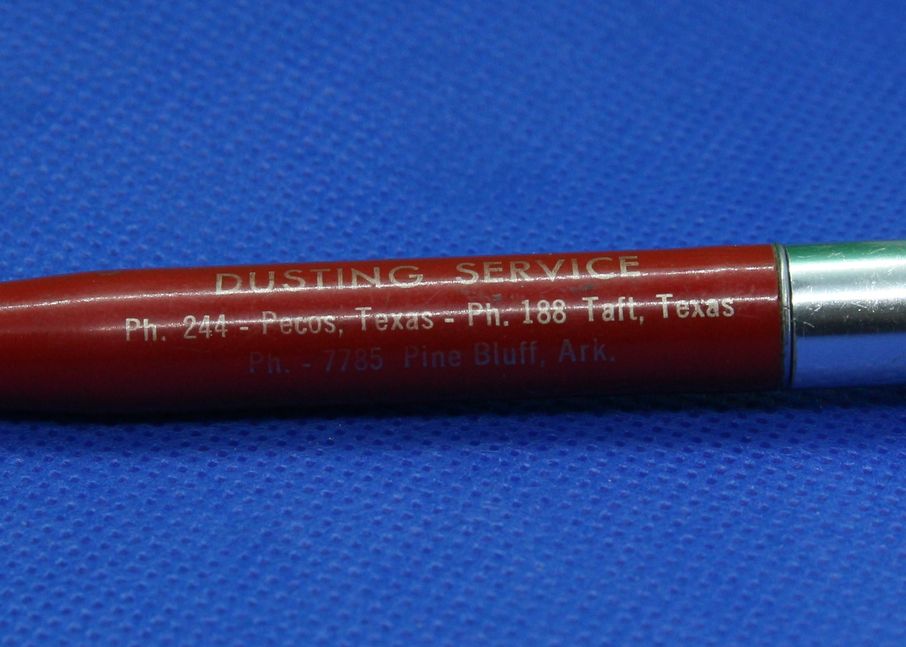 DUSTING SERVICE
Ph. 244 - Pecos, Texas - Ph. 188 Taft, Texas
Ph. - 7785 Pine Bluff, Ark.